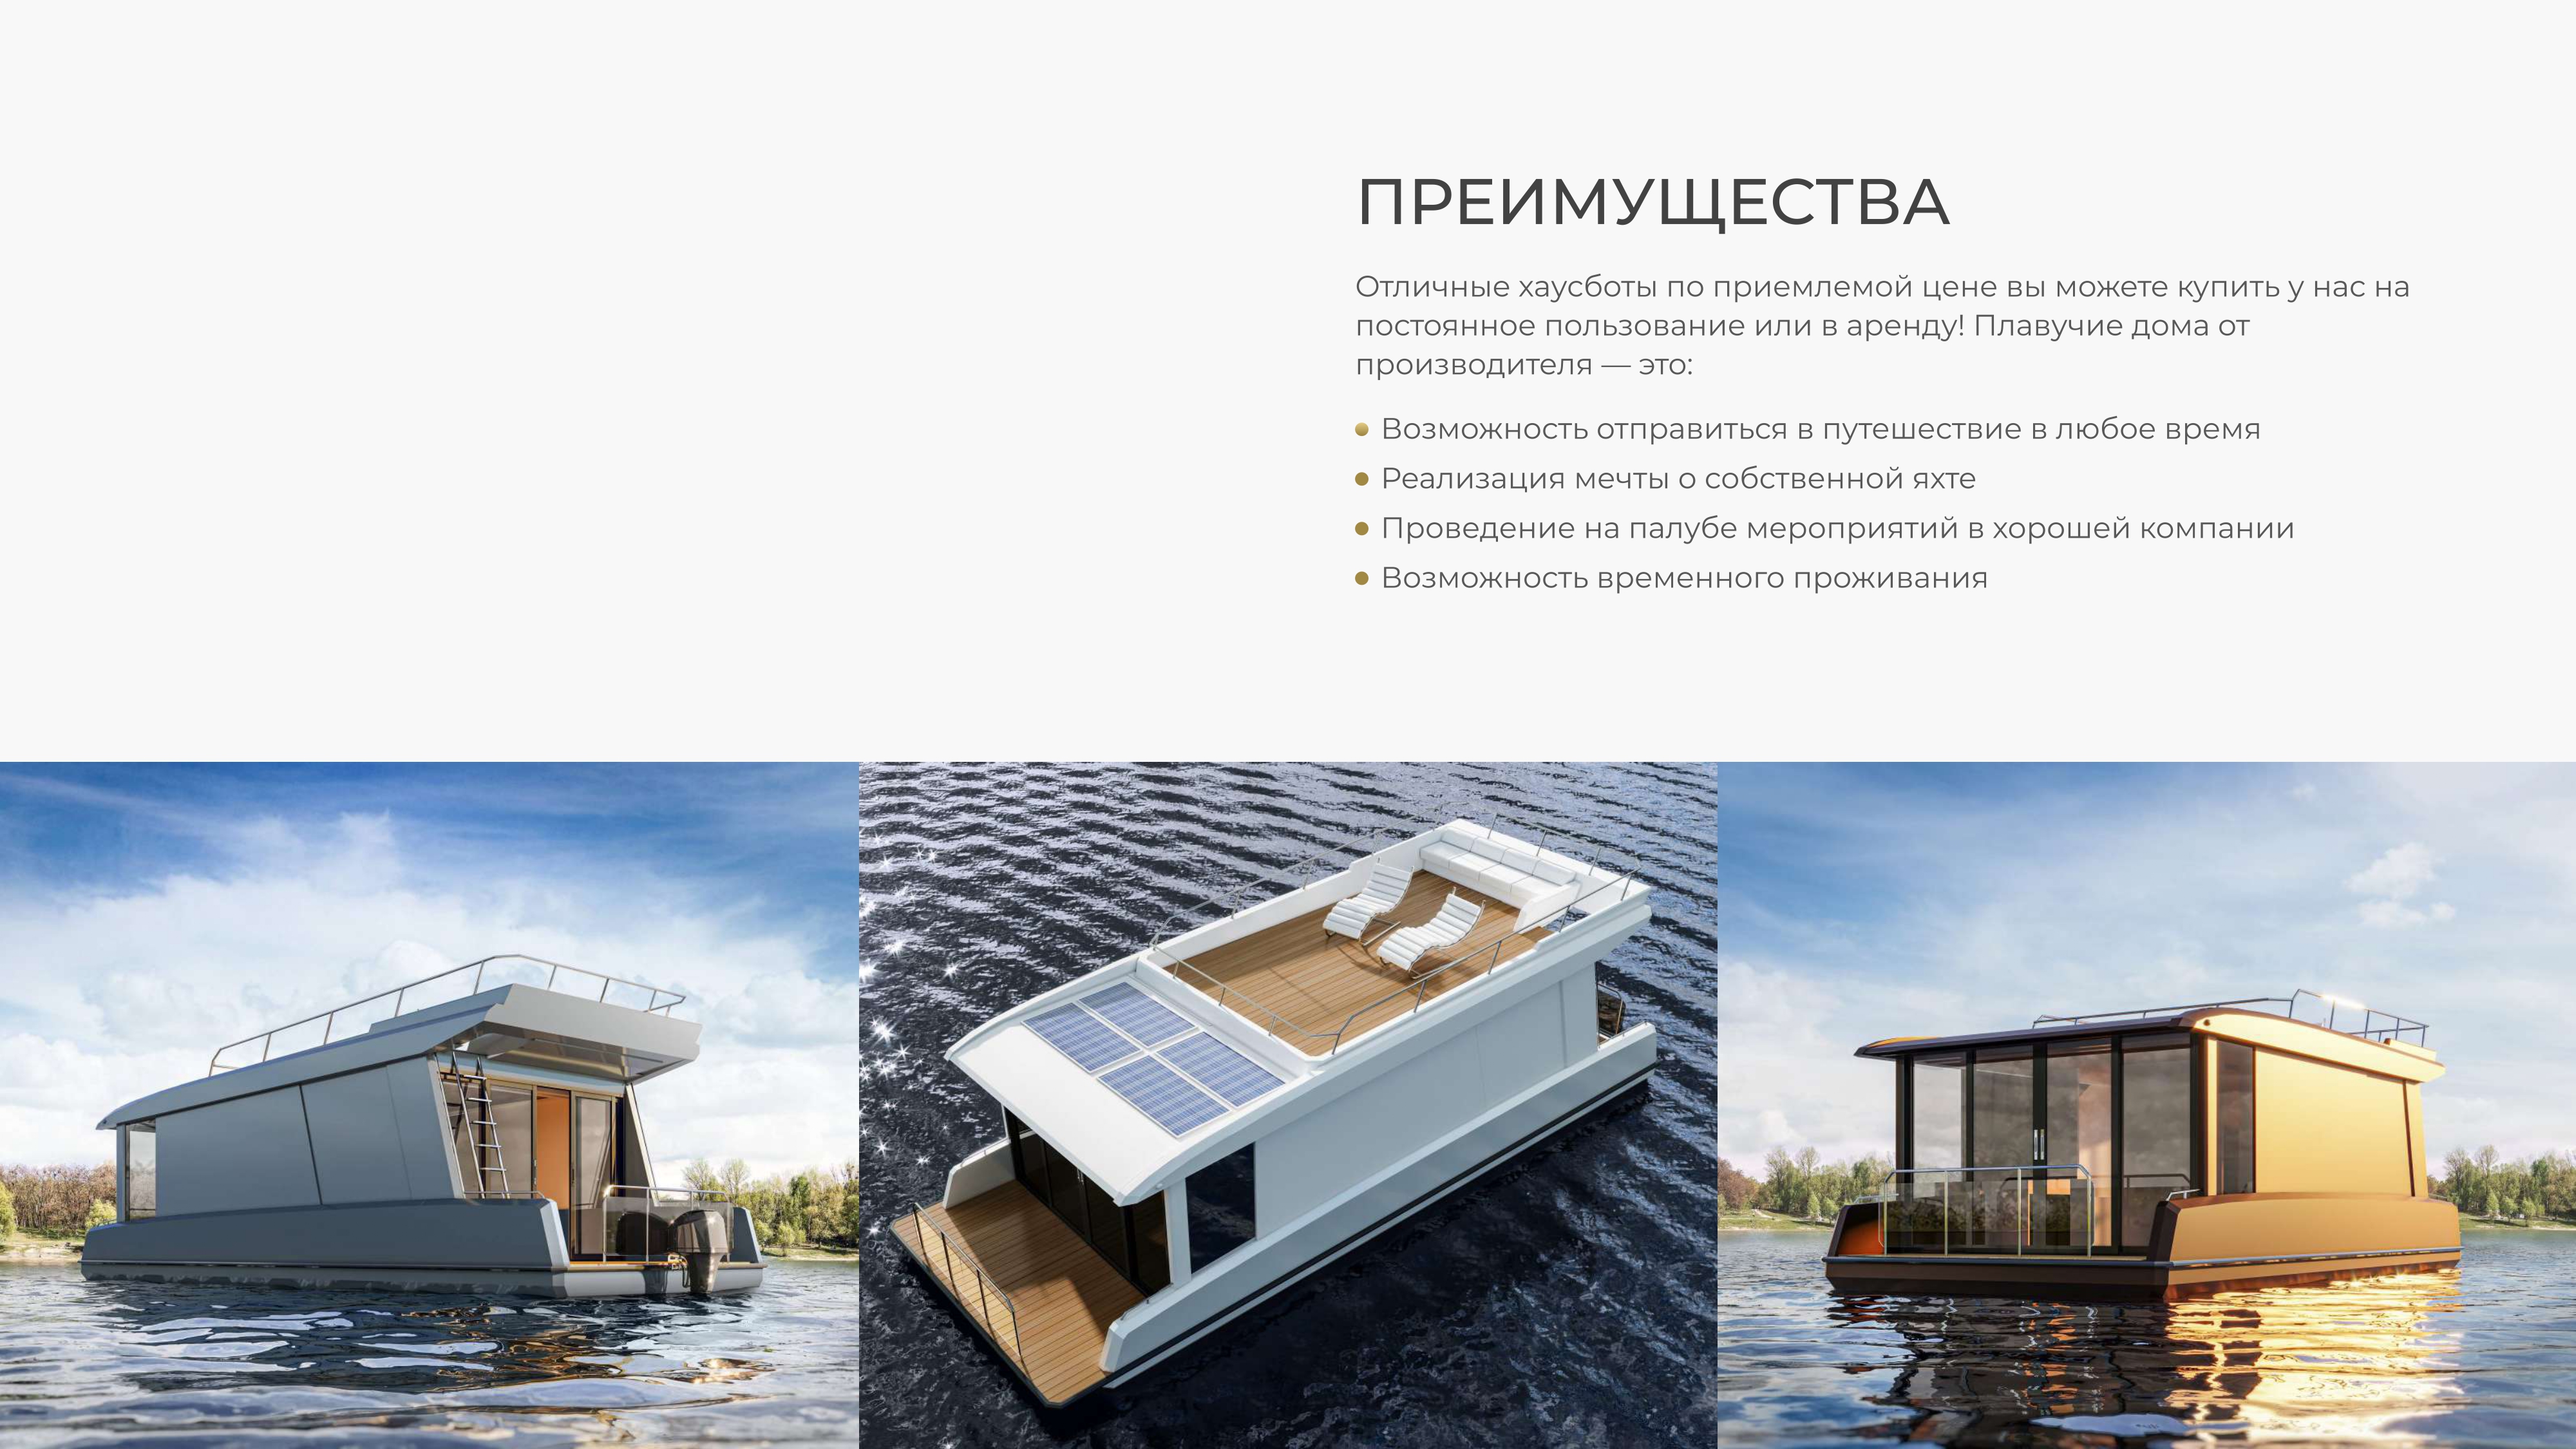 ПРЕИМУЩЕСТВА
Отличные хаусботы по приемлемой цене вы можете купить у нас на
постоянное пользование или в аренду! Плавучие дома от
производителя — это:
Возможность отправиться в путешествие в любое время
Реализация мечты о собственной яхте
Проведение на палубе мероприятий в хорошей компании
Возможность временного проживания